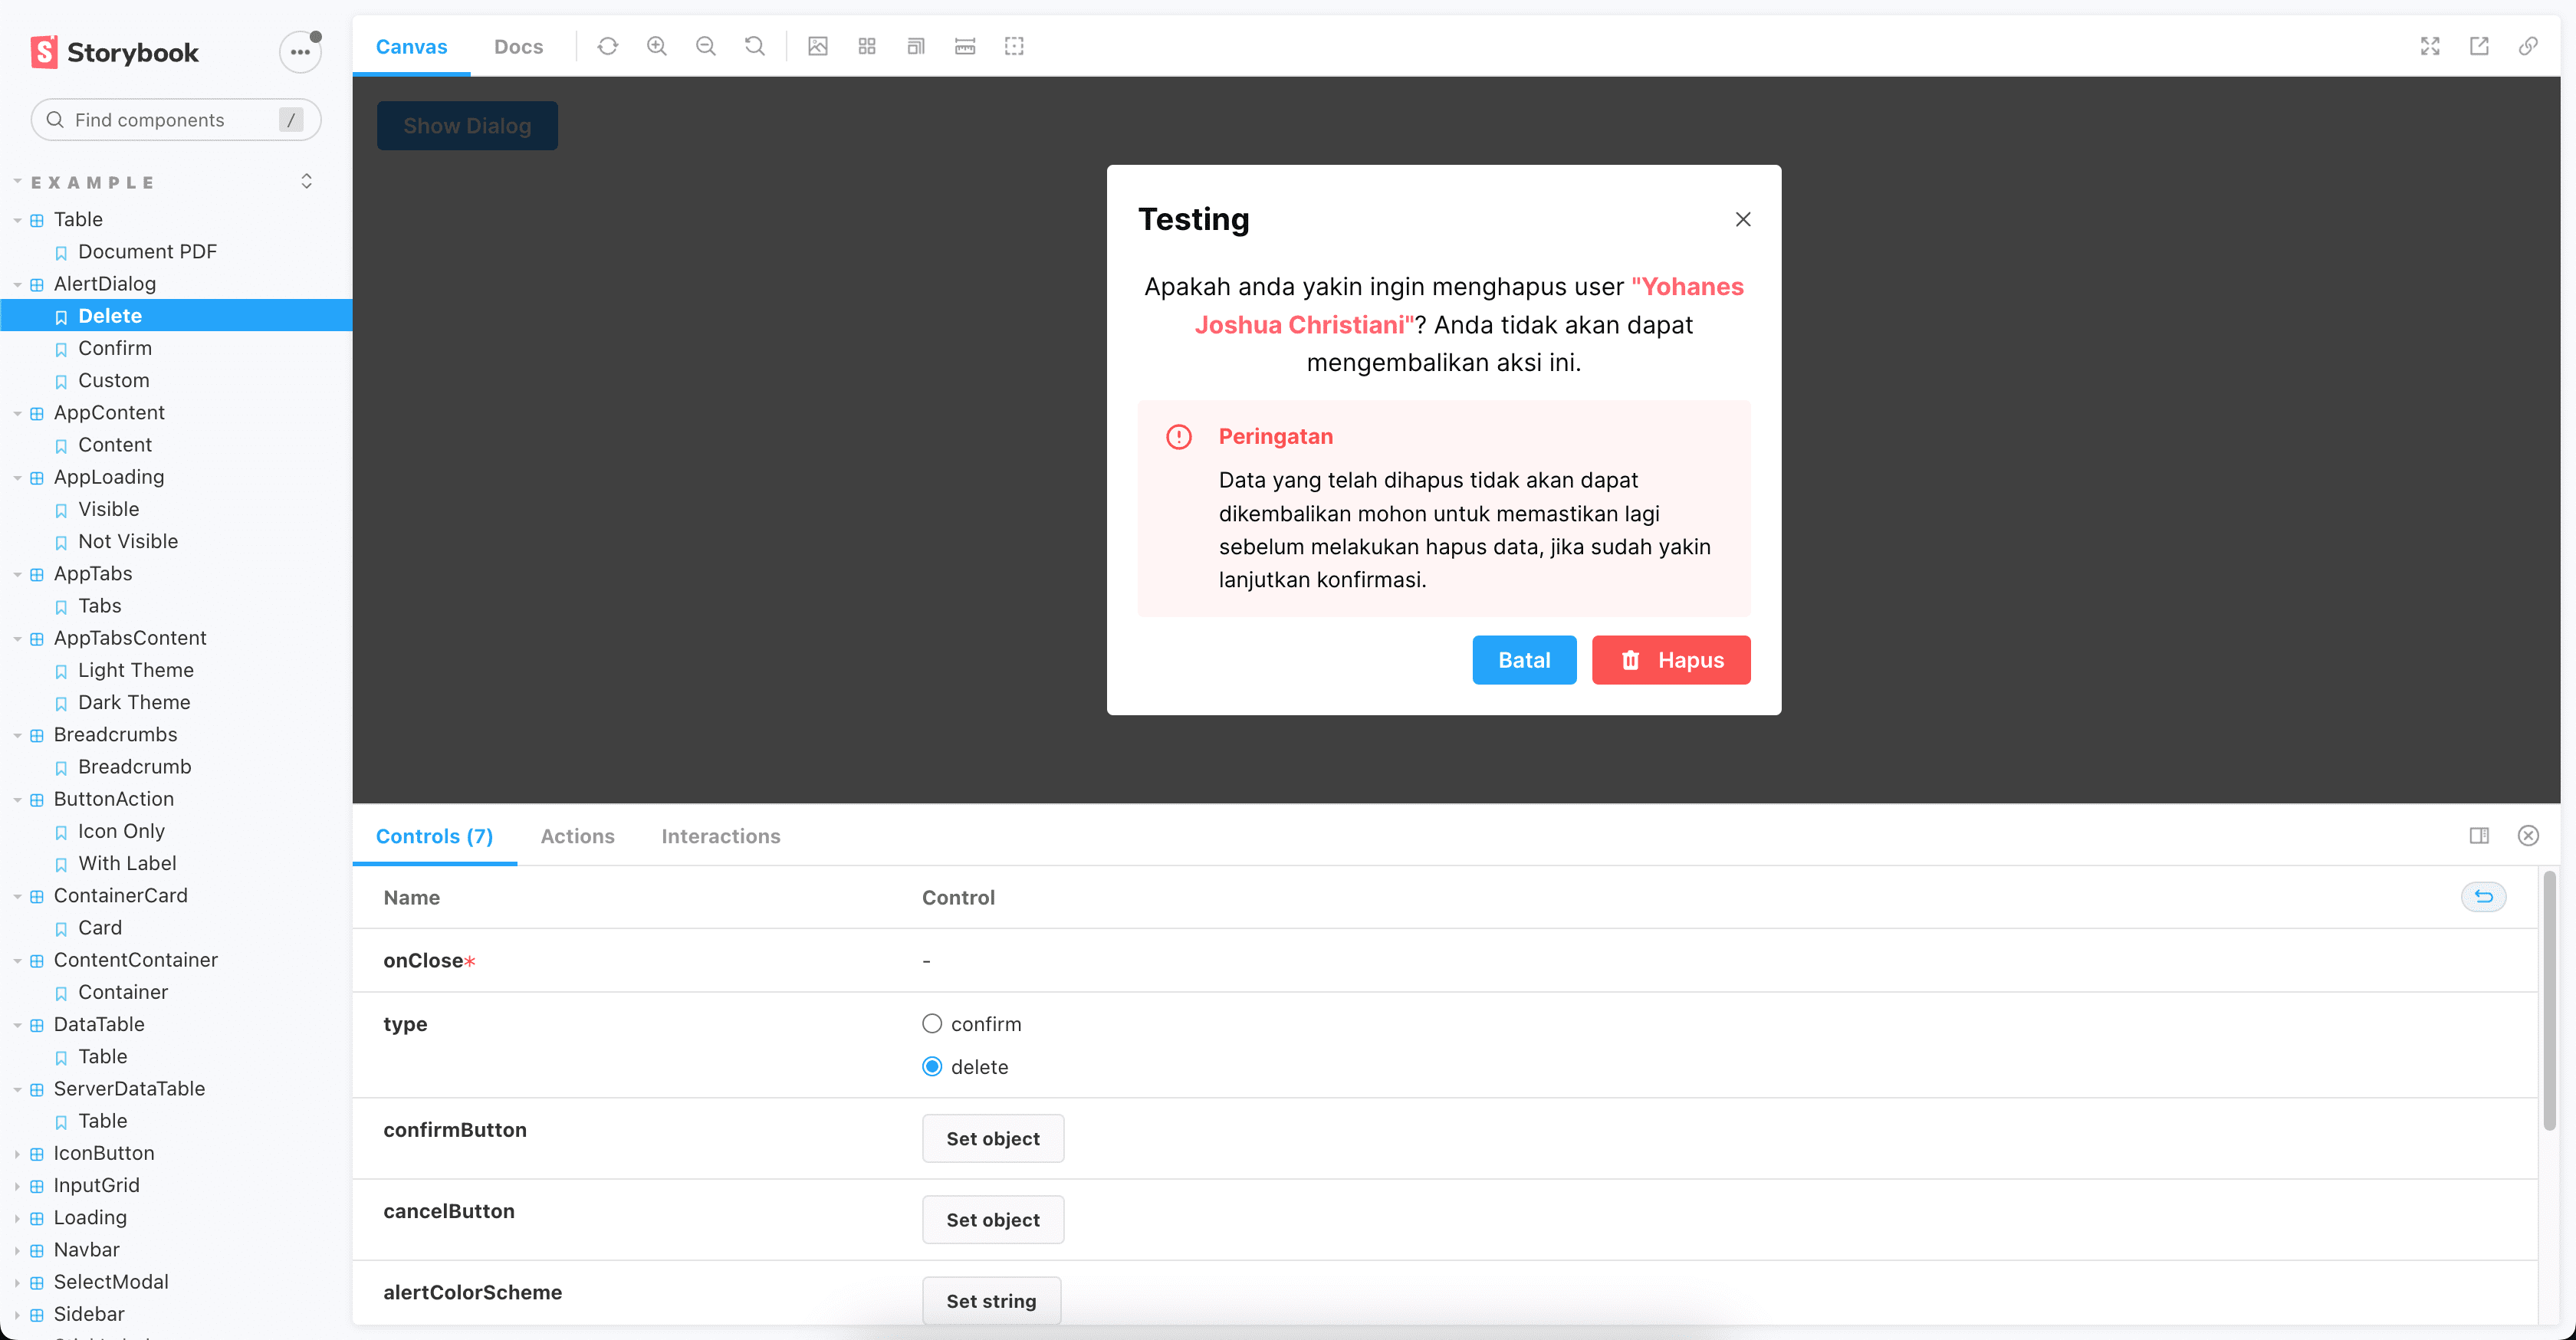 Storybook
Find components
/
EXAMPLE
Table
Document PDF
AlertDialog
Delete
Confirm
Custom
AppContent
Content
AppLoading
Visible
Not Visible
AppTabs
Tabs
AppTabsContent
Light Theme
Dark Theme
Breadcrumbs
Breadcrumb
ButtonAction
Icon Only
With Label
ContainerCard
Card
ContentContainer
Container
DataTable
Table
ServerDataTable
Table
IconButton
InputGrid
Loading
Navbar
SelectModal
Sidebar
Canvas
Docs
Show Dialog
Testing
Apakah anda yakin ingin menghapus user "Yohanes
Joshua Christiani"? Anda tidak akan dapat
mengembalikan aksi ini.
Peringatan
Data yang telah dihapus tidak akan dapat
dikembalikan mohon untuk memastikan lagi
sebelum melakukan hapus data, jika sudah yakin
lanjutkan konfirmasi.
Batal
Hapus
Controls (7)
Actions
Interactions
Name
Control
onClose*
-
type
confirm
delete
confirmButton
Set object
cancelButton
Set object
alertColorScheme
Set string